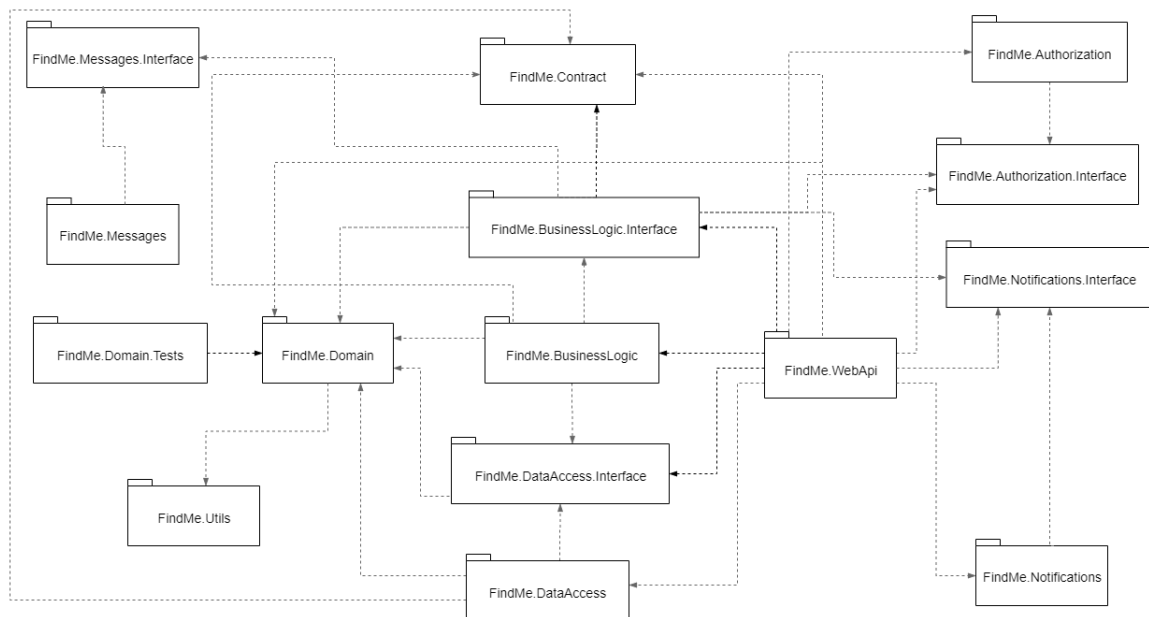 FindMe.Messages.Interface
FindMe.Contract
FindMe.Authorization
FindMe.Authorization.Interface
FindMe.Messages
FindMe.BusinessLogic.Interface
FindMe.Notifications.Interface
FindMe.Domain.Tests
FindMe.Domain
FindMe.BusinessLogic
FindMe.WebApi
FindMe.DataAccess.Interface
FindMe.Utils
FindMe.DataAccess
FindMe.Notifications